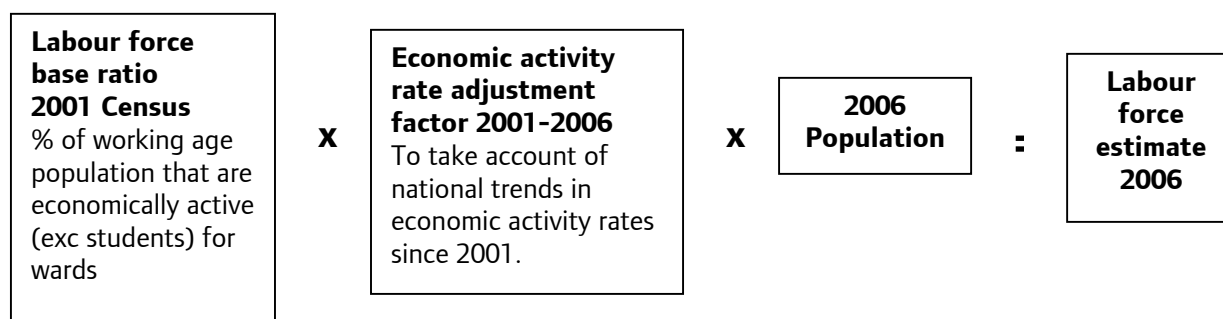 Labour force
base ratio
2001 Census
% of working age
population that are
economically active
(exc students) for
wards
x
Economic activity
rate adjustment
factor 2001-2006
To take account of
national trends in
economic activity rates
since 2001.
x
2006
Population
=
Labour
force
estimate
2006